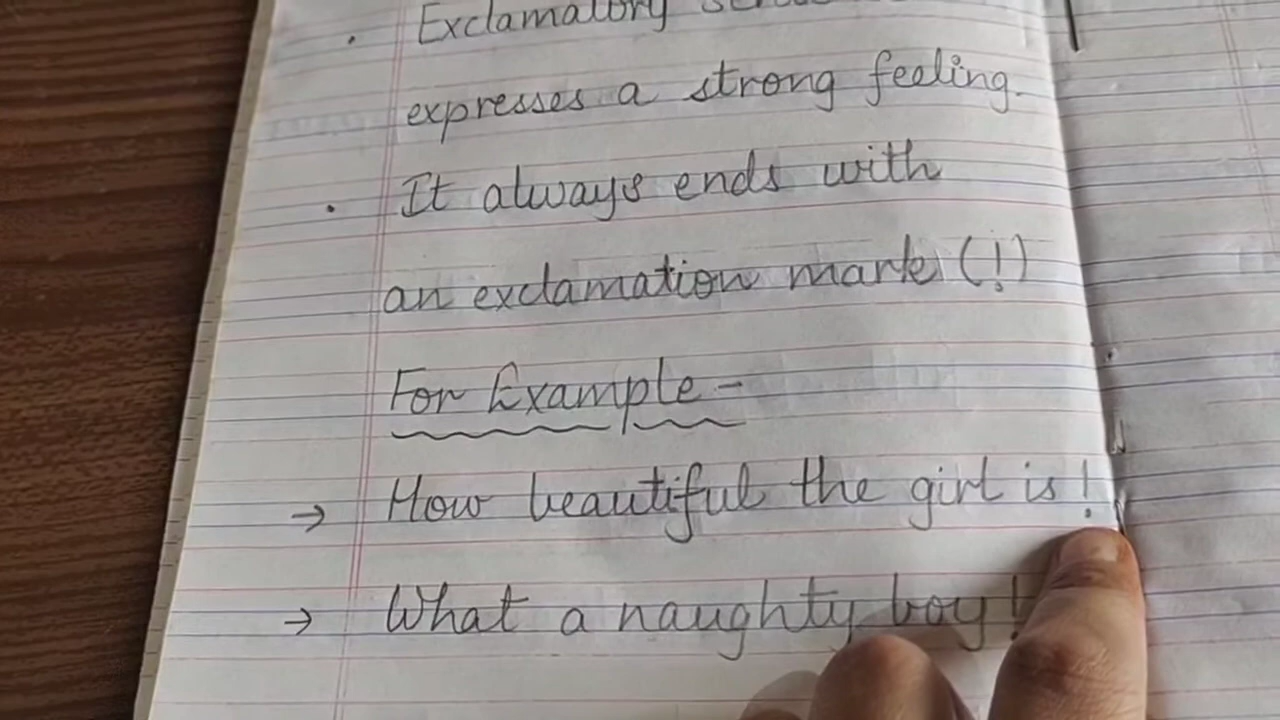 • Exclamatory
expresses a strong feeling.
• It always ends with
an exclamation mark (!)
For Example -
→ How beautiful the girl is!
→ What a naughty boy!